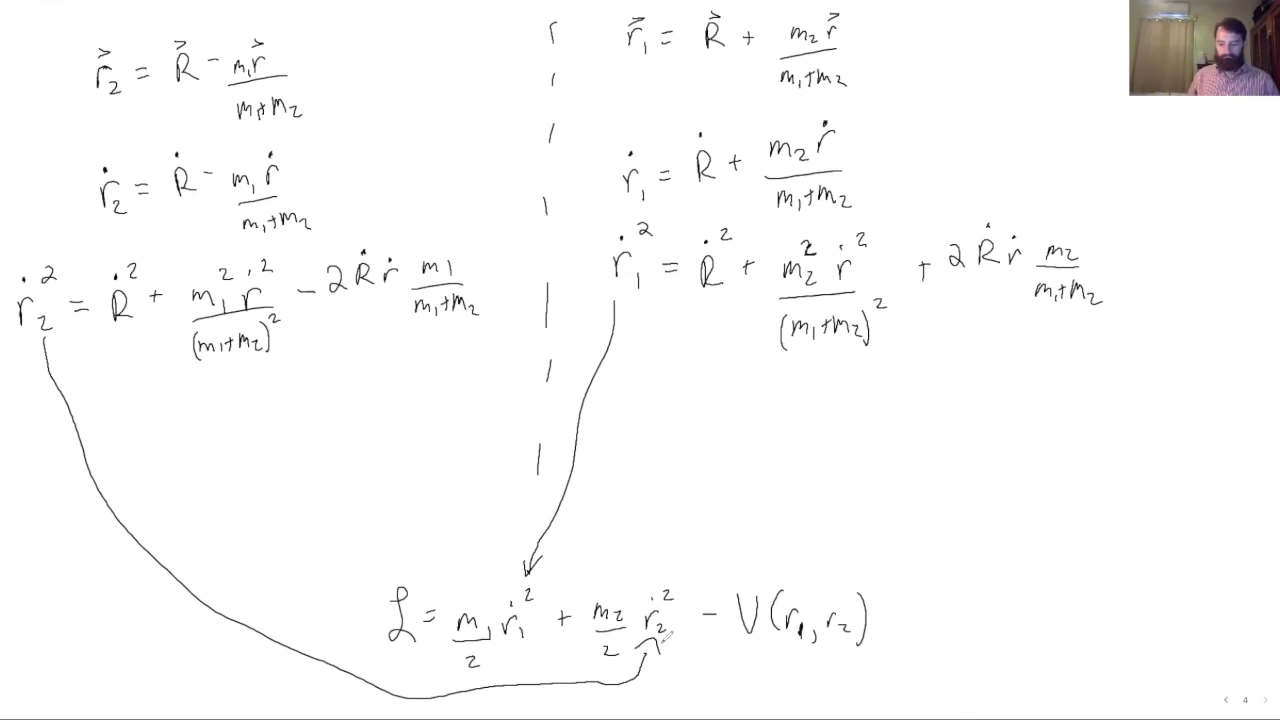 r⃗₂ = R⃗ − m₁r⃗/(m₁+m₂)
ṙ₂ = Ṙ − m₁ṙ/(m₁+m₂)
ṙ₂² = Ṙ² + m₁²ṙ²/(m₁+m₂)² − 2Ṙṙ m₁/(m₁+m₂)
r⃗₁ = R⃗ + m₂r⃗/(m₁+m₂)
ṙ₁ = Ṙ + m₂ṙ/(m₁+m₂)
ṙ₁² = Ṙ² + m₂²ṙ²/(m₁+m₂)² + 2Ṙṙ m₂/(m₁+m₂)
ℒ = m₁/2 ṙ₁² + m₂/2 ṙ₂² − U(r₁, r₂)
4